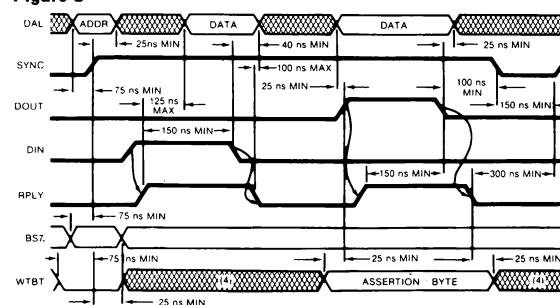 Figure 3
DAL ADDR DATA DATA
25ns MIN 40 ns MIN 25 ns MIN
SYNC
75 ns MIN 100 ns MAX 100 ns MIN
25 ns MIN 150 ns MIN
DOUT 125 ns MAX
150 ns MIN
DIN
150 ns MIN 300 ns MIN
RPLY
75 ns MIN
BS7
75 ns MIN 25 ns MIN 25 ns MIN
WTBT (4) ASSERTION BYTE (4)
25 ns MIN